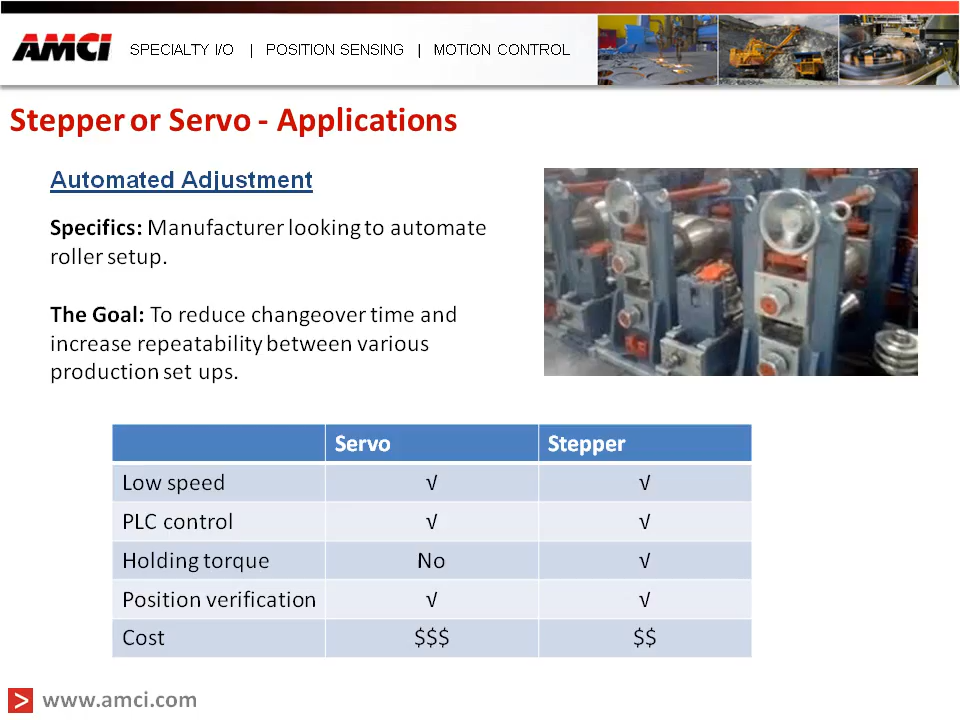 AMCI SPECIALTY I/O | POSITION SENSING | MOTION CONTROL
Stepper or Servo - Applications
Automated Adjustment
Specifics: Manufacturer looking to automate
roller setup.
The Goal: To reduce changeover time and
increase repeatability between various
production set ups.
Servo Stepper
Low speed √ √
PLC control √ √
Holding torque No √
Position verification √ √
Cost $$$ $$
> www.amci.com